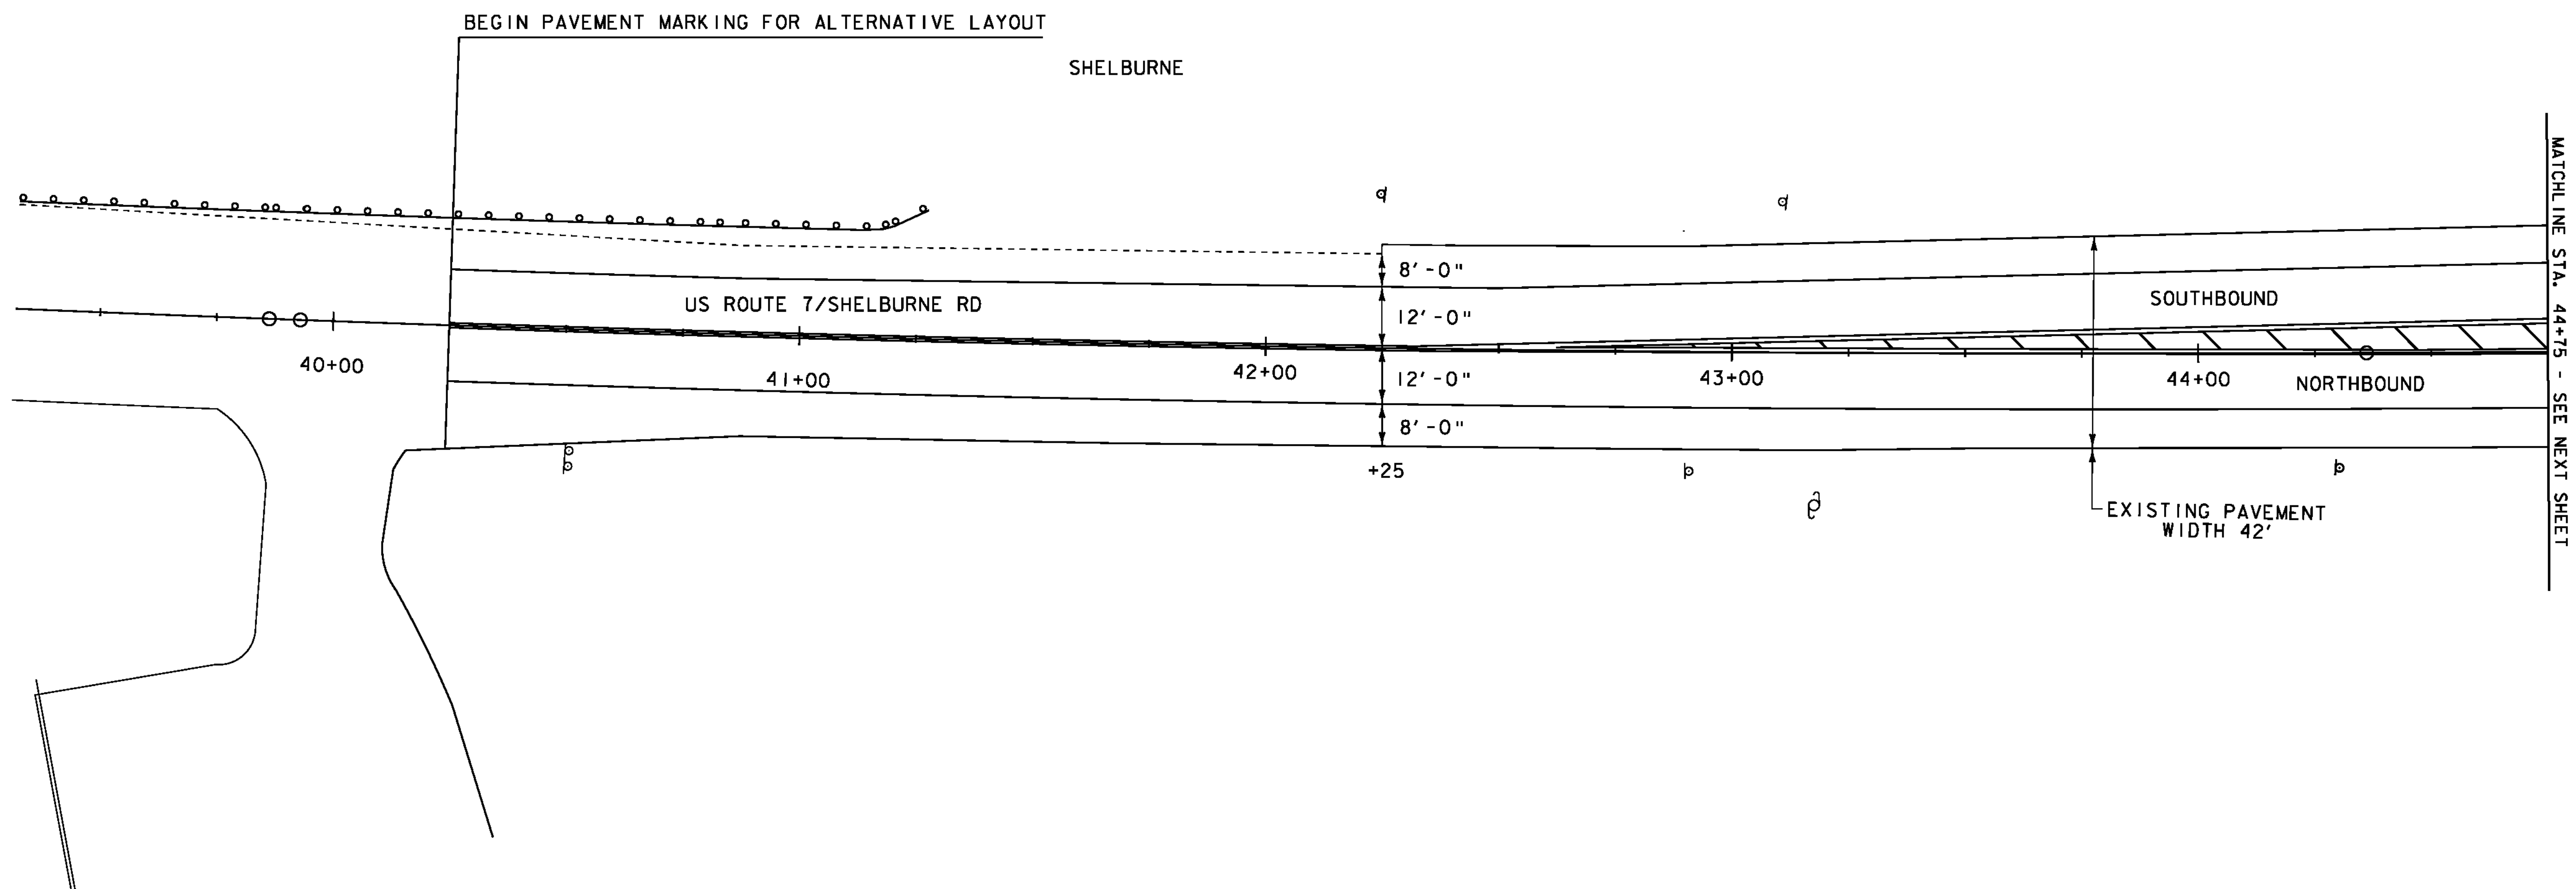 BEGIN PAVEMENT MARKING FOR ALTERNATIVE LAYOUT
SHELBURNE
MATCHLINE STA. 44+75 - SEE NEXT SHEET
8'-0"
US ROUTE 7/SHELBURNE RD
SOUTHBOUND
12'-0"
40+00
41+00
42+00
12'-0"
43+00
44+00
NORTHBOUND
8'-0"
+25
EXISTING PAVEMENT
WIDTH 42'